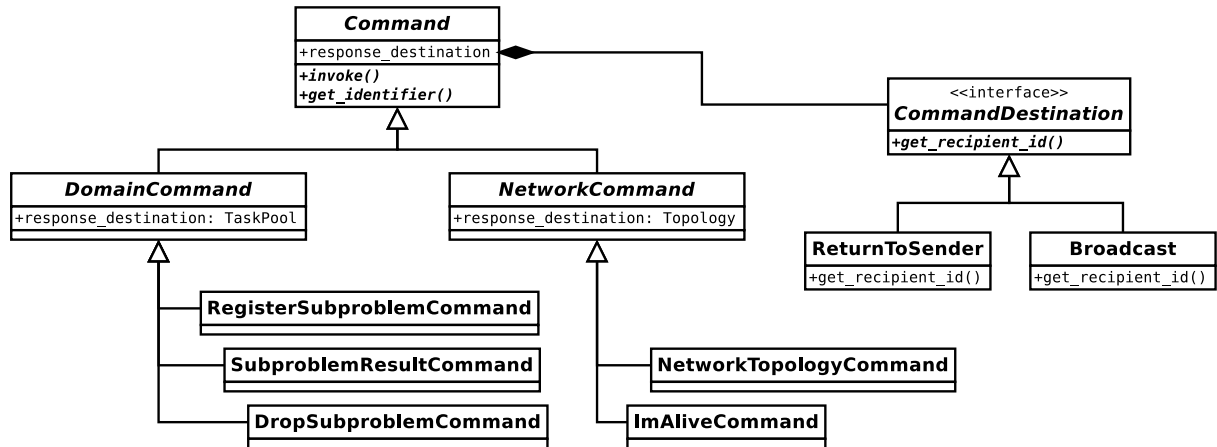 Command
+response_destination
+invoke()
+get_identifier()
<<interface>>
CommandDestination
+get_recipient_id()
DomainCommand
+response_destination: TaskPool
NetworkCommand
+response_destination: Topology
ReturnToSender
+get_recipient_id()
Broadcast
+get_recipient_id()
RegisterSubproblemCommand
SubproblemResultCommand
DropSubproblemCommand
NetworkTopologyCommand
ImAliveCommand